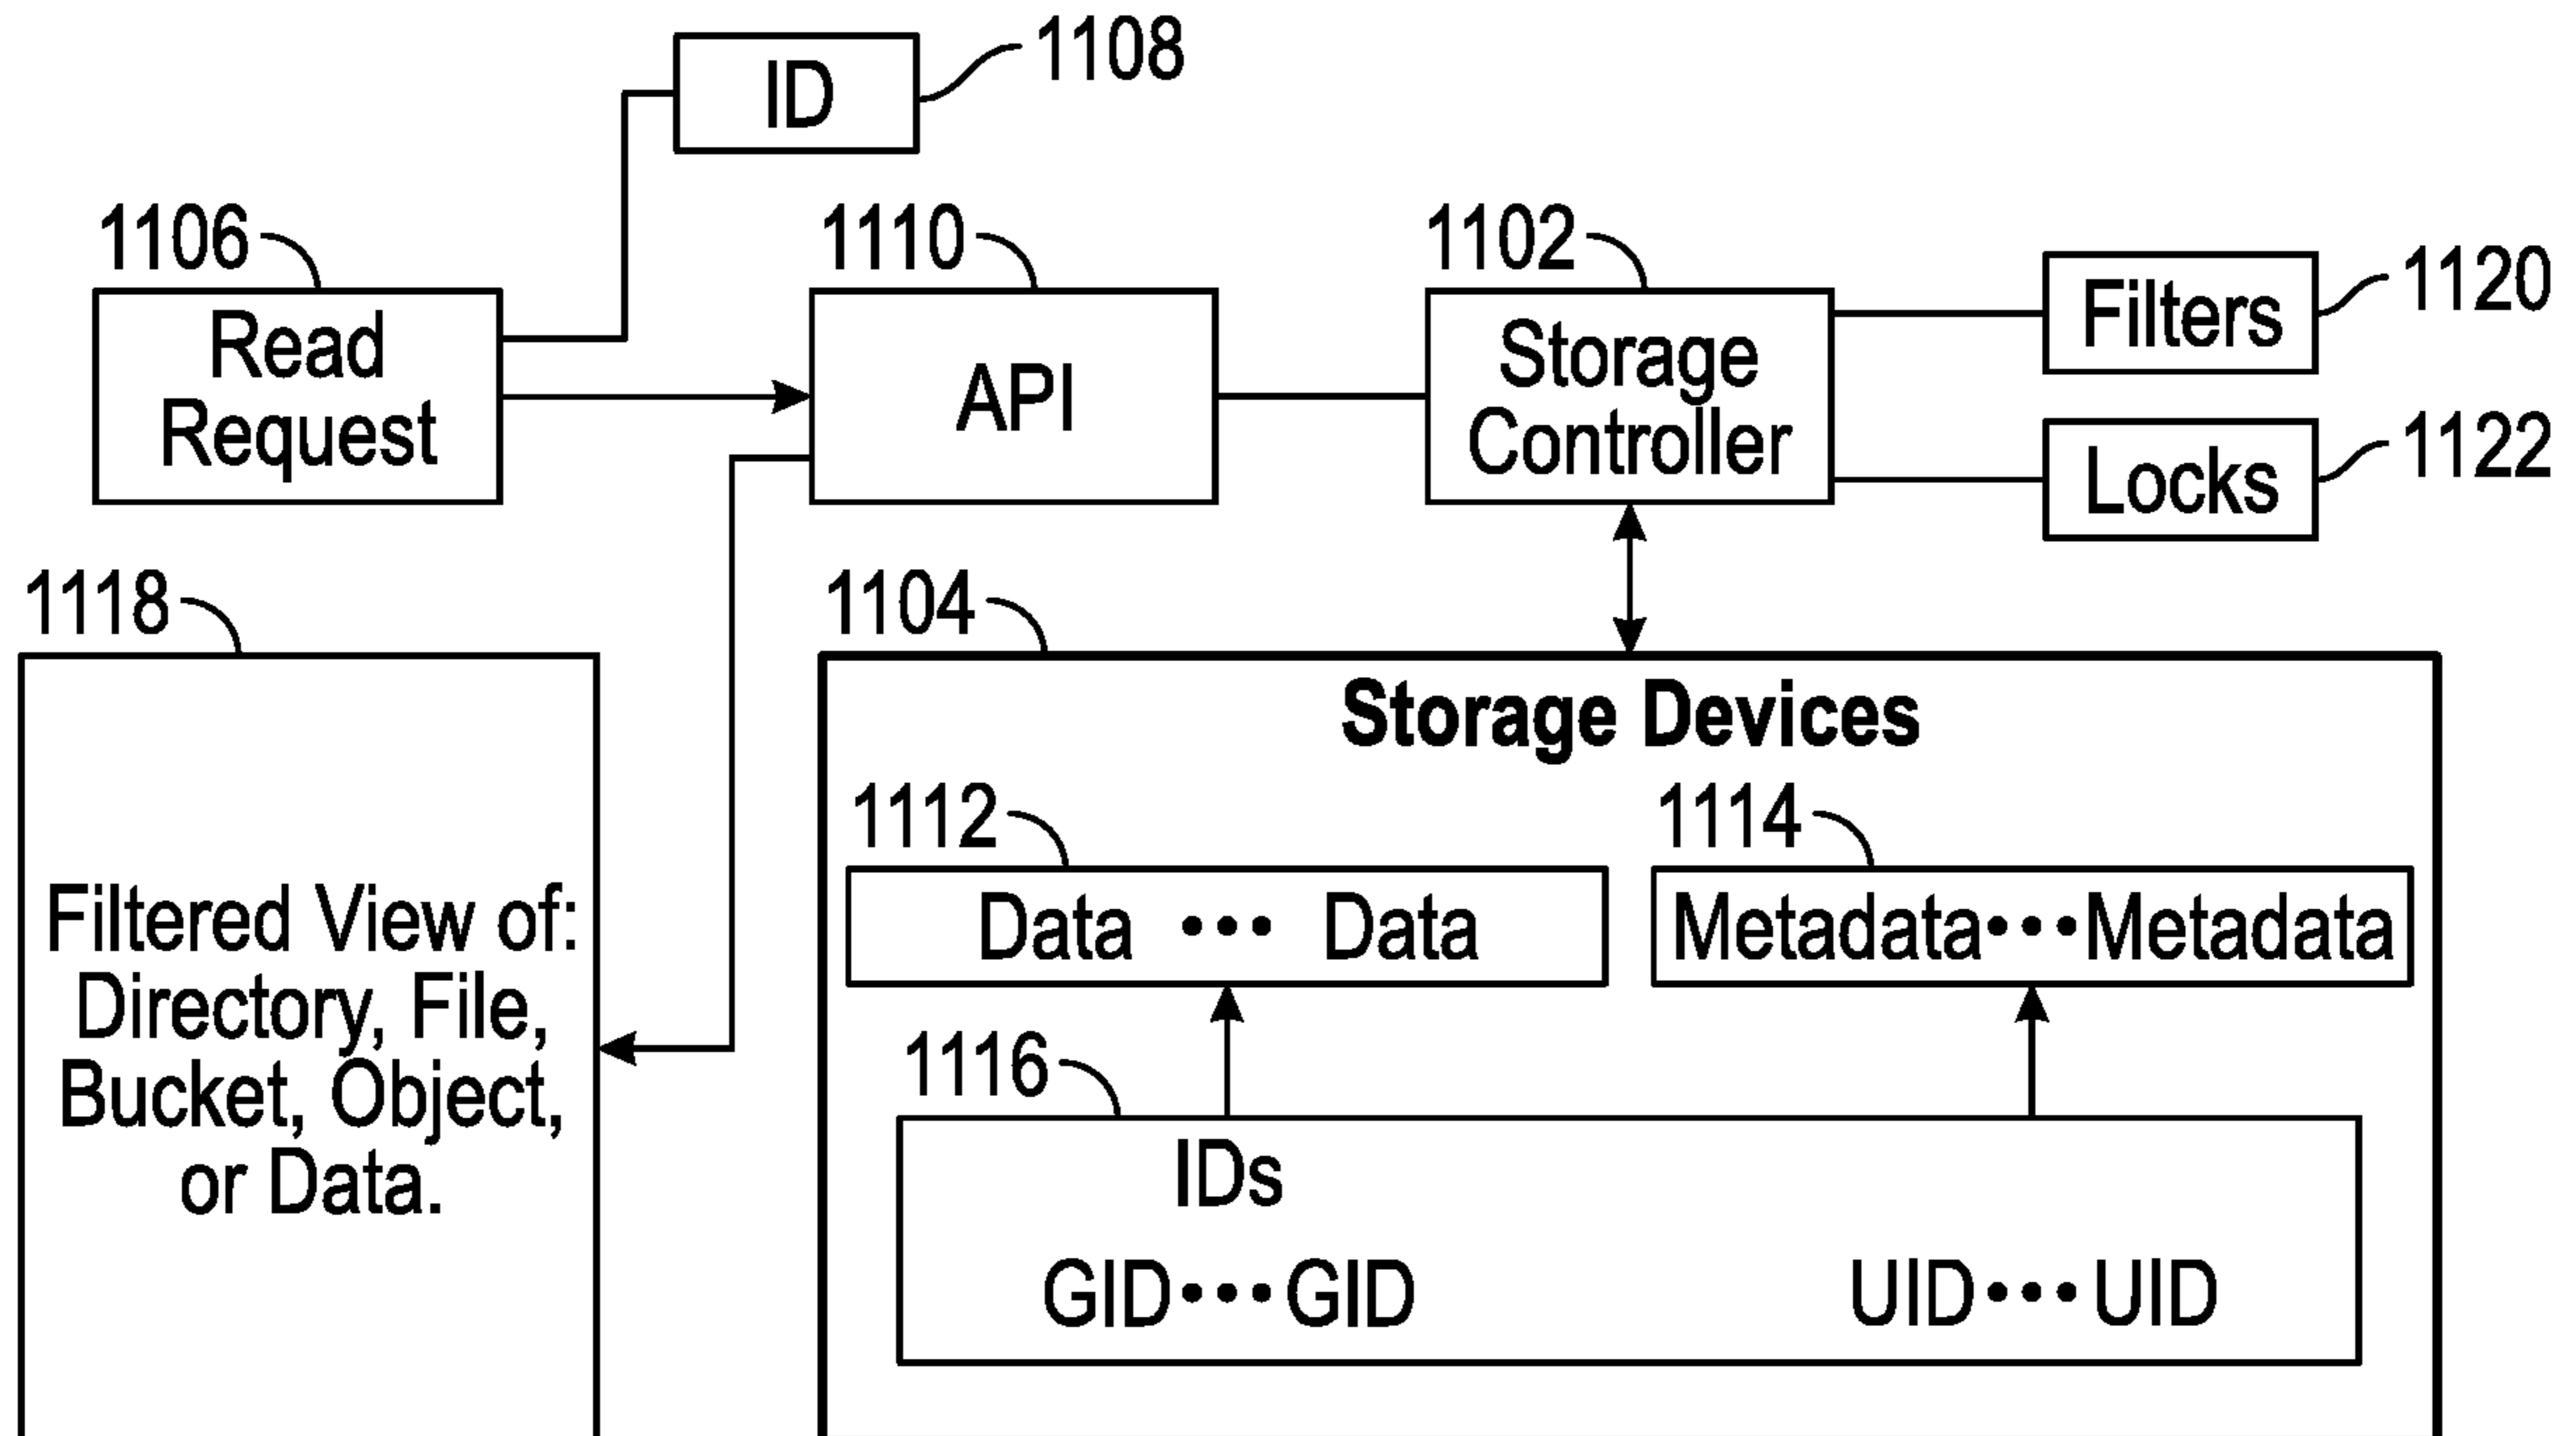 1108
ID
1106
1110
1102
1120
Read
Request
API
Storage
Controller
Filters
1122
Locks
1118
1104
Filtered View of:
Directory, File,
Bucket, Object,
or Data.
Storage Devices
1112
1114
Data ••• Data
Metadata•••Metadata
1116
IDs
GID•••GID
UID•••UID